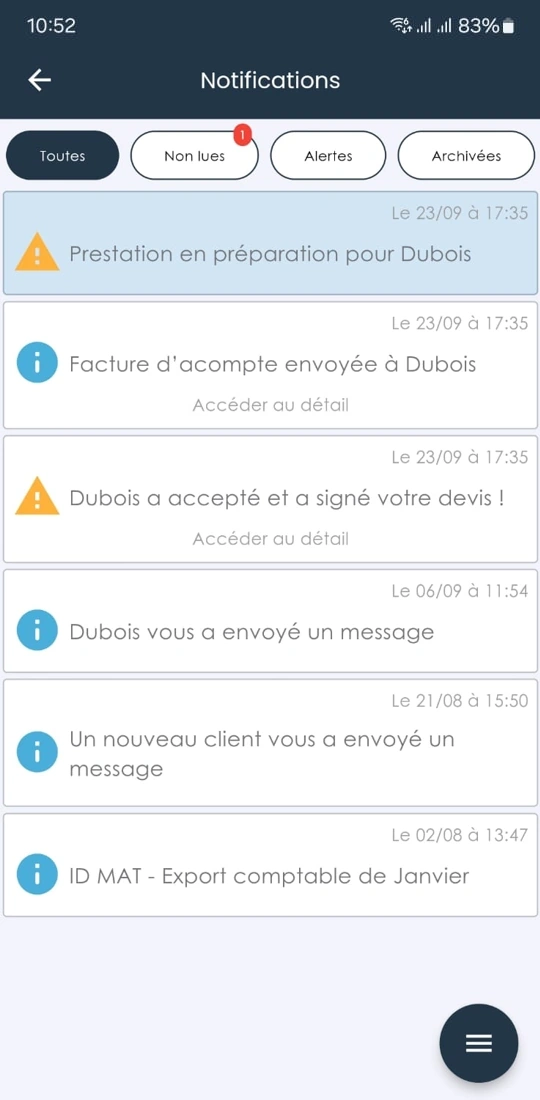 10:52
83%
Notifications
Toutes
Non lues
1
Alertes
Archivées
Le 23/09 à 17:35
Prestation en préparation pour Dubois
Le 23/09 à 17:35
Facture d’acompte envoyée à Dubois
Accéder au détail
Le 23/09 à 17:35
Dubois a accepté et a signé votre devis !
Accéder au détail
Le 06/09 à 11:54
Dubois vous a envoyé un message
Le 21/08 à 15:50
Un nouveau client vous a envoyé un
message
Le 02/08 à 13:47
ID MAT - Export comptable de Janvier